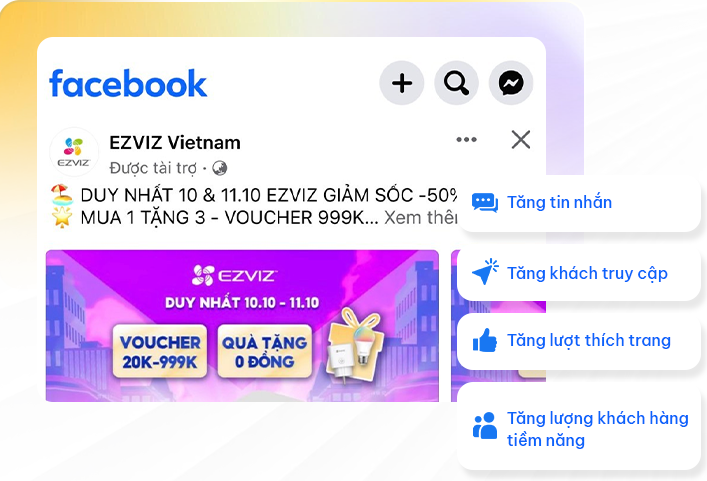 facebook
EZVIZ
EZVIZ Vietnam
Được tài trợ ·
🏖️ DUY NHẤT 10 & 11.10 EZVIZ GIẢM SỐC -50%
🌟 MUA 1 TẶNG 3 - VOUCHER 999K... Xem thêm
EZVIZ
DUY NHẤT 10.10 - 11.10
VOUCHER
20K-999K
QUÀ TẶNG
0 ĐỒNG
Tăng tin nhắn
Tăng khách truy cập
Tăng lượt thích trang
Tăng lượng khách hàng
tiềm năng